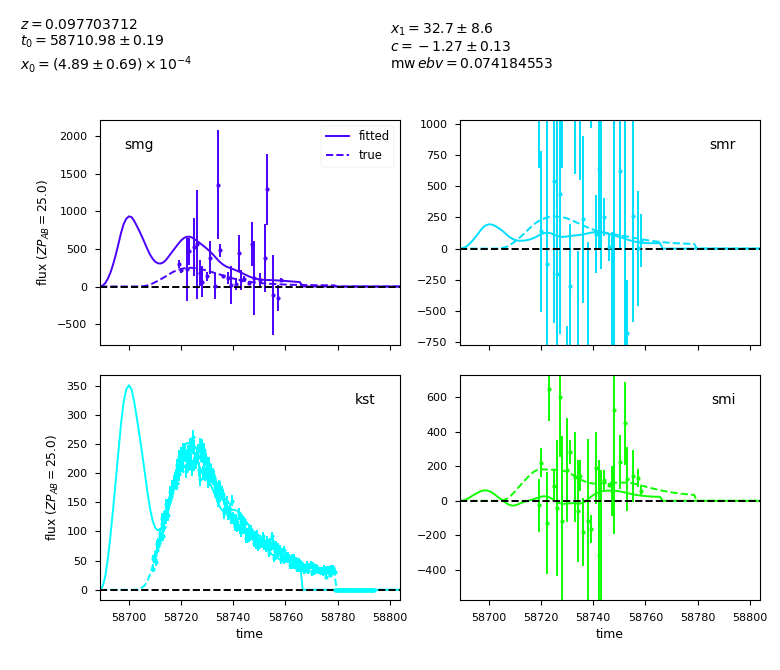 z = 0.097703712
t₀ = 58710.98 ± 0.19
x₀ = (4.89 ± 0.69) × 10⁻⁴
x₁ = 32.7 ± 8.6
c = −1.27 ± 0.13
mw ebv = 0.074184553
smg
fitted
true
2000
1500
1000
500
0
−500
flux (ZP_AB = 25.0)
smr
1000
750
500
250
0
−250
−500
−750
kst
350
300
250
200
150
100
50
0
flux (ZP_AB = 25.0)
58700 58720 58740 58760 58780 58800
time
smi
600
400
200
0
−200
−400
58700 58720 58740 58760 58780 58800
time